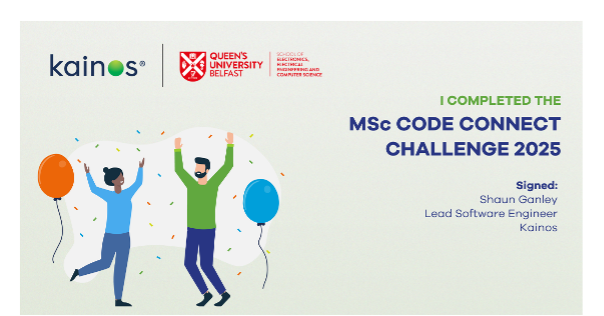 kainos®
QUEEN'S
UNIVERSITY
BELFAST
SCHOOL OF
ELECTRONICS,
ELECTRICAL
ENGINEERING AND
COMPUTER SCIENCE
I COMPLETED THE
MSc CODE CONNECT
CHALLENGE 2025
Signed:
Shaun Ganley
Lead Software Engineer
Kainos